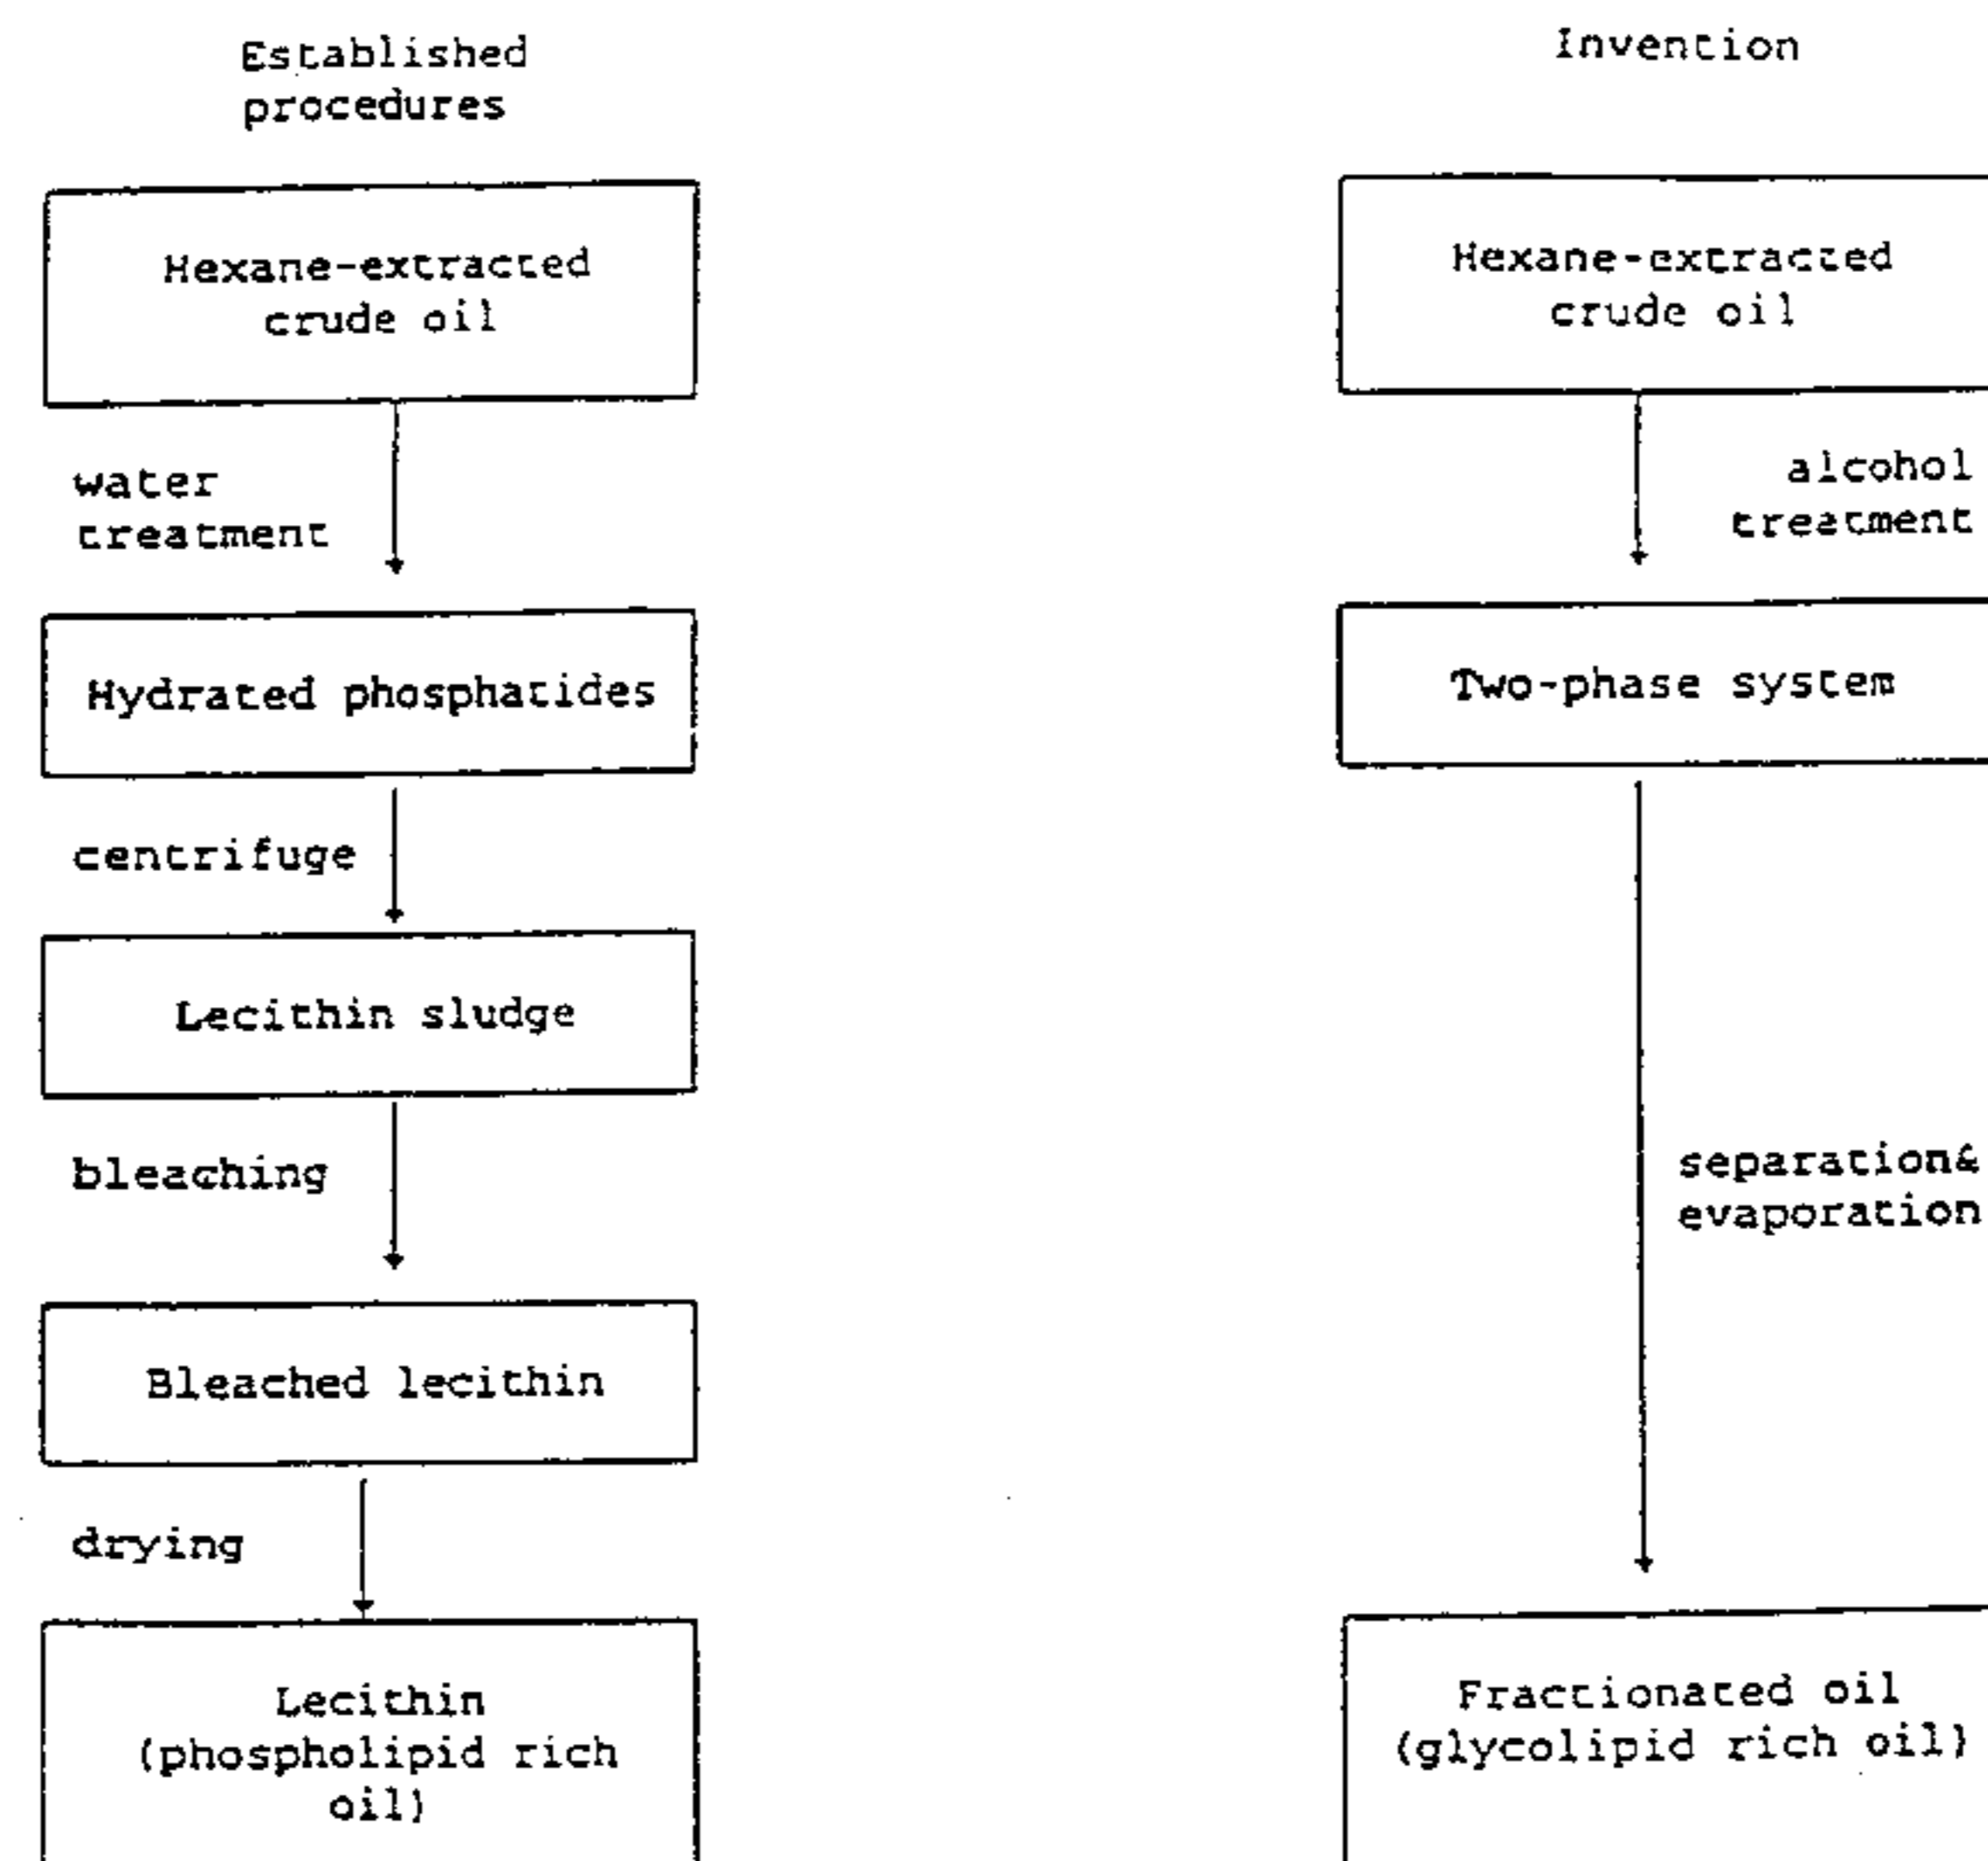 Established
procedures
Hexane-extracted
crude oil
water
treatment
Hydrated phosphatides
centrifuge
Lecithin sludge
bleaching
Bleached lecithin
drying
Lecithin
(phospholipid rich
oil)
Invention
Hexane-extracted
crude oil
alcohol
treatment
Two-phase system
separation&
evaporation
Fractionated oil
(glycolipid rich oil)